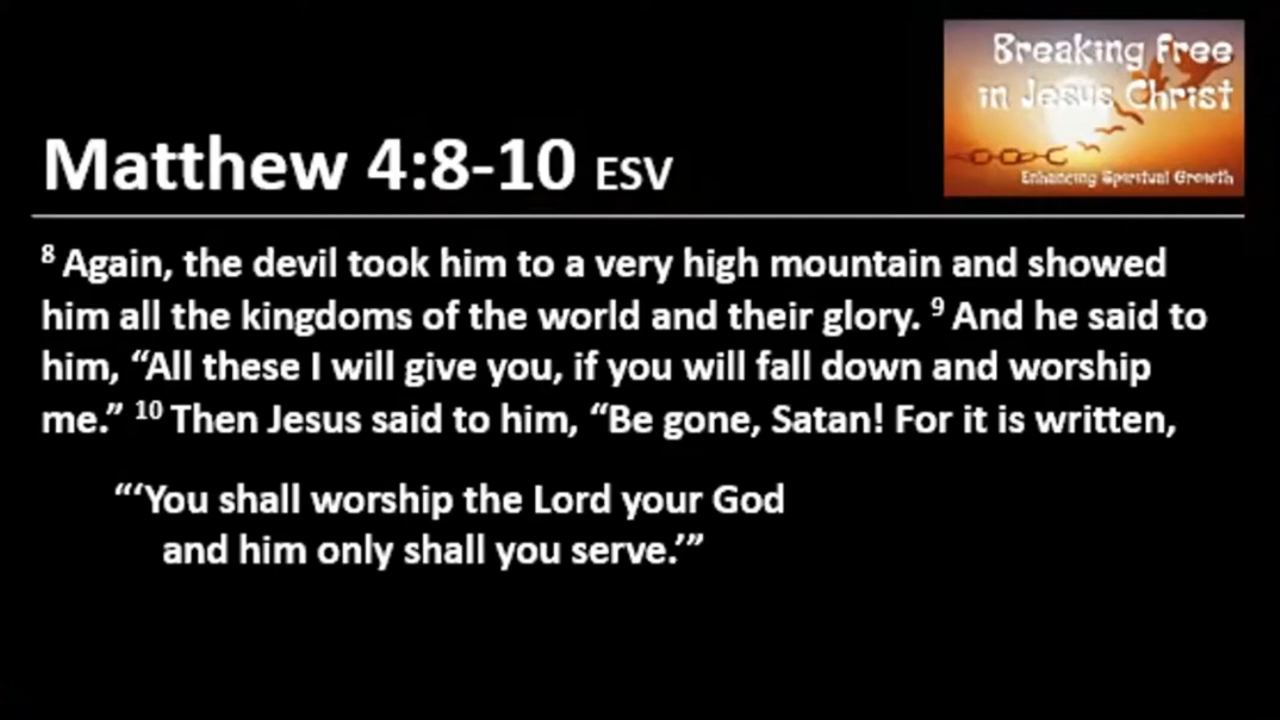 Breaking Free
in Jesus Christ
Enhancing Spiritual Growth
Matthew 4:8-10 ESV
⁸ Again, the devil took him to a very high mountain and showed
him all the kingdoms of the world and their glory. ⁹ And he said to
him, “All these I will give you, if you will fall down and worship
me.” ¹⁰ Then Jesus said to him, “Be gone, Satan! For it is written,
“‘You shall worship the Lord your God
and him only shall you serve.’”